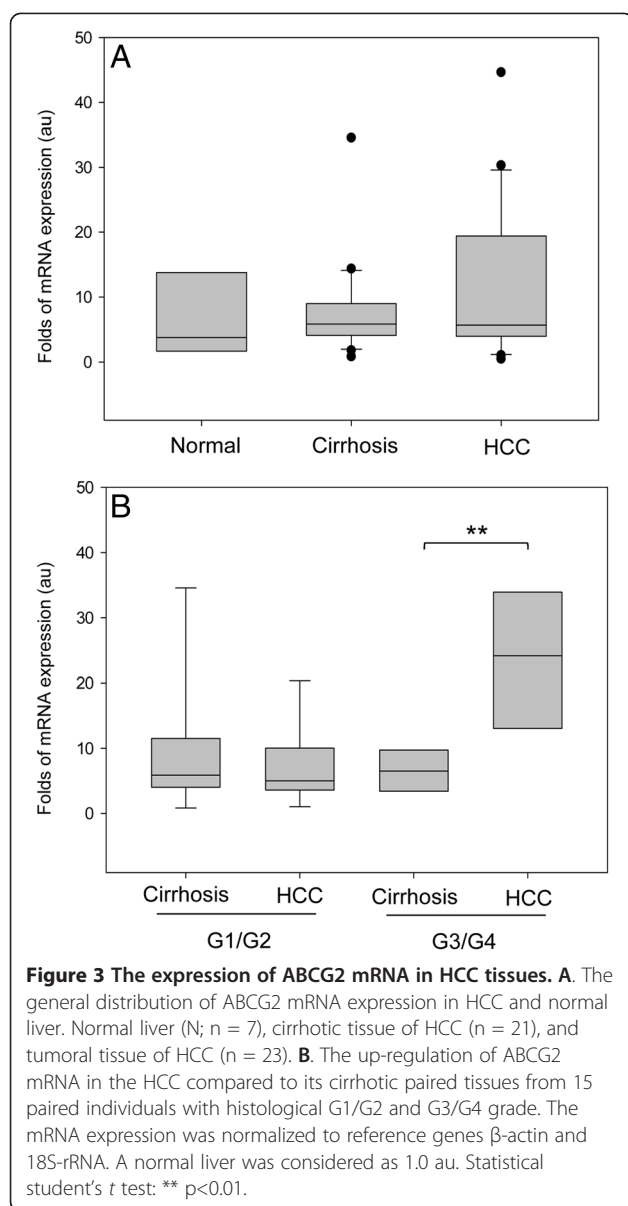 A
Folds of mRNA expression (au)
50
40
30
20
10
0
Normal Cirrhosis HCC
B
Folds of mRNA expression (au)
50
40
30
20
10
0
**
Cirrhosis HCC Cirrhosis HCC
G1/G2 G3/G4
Figure 3 The expression of ABCG2 mRNA in HCC tissues. A. The
general distribution of ABCG2 mRNA expression in HCC and normal
liver. Normal liver (N; n = 7), cirrhotic tissue of HCC (n = 21), and
tumoral tissue of HCC (n = 23). B. The up-regulation of ABCG2
mRNA in the HCC compared to its cirrhotic paired tissues from 15
paired individuals with histological G1/G2 and G3/G4 grade. The
mRNA expression was normalized to reference genes β-actin and
18S-rRNA. A normal liver was considered as 1.0 au. Statistical
student's t test: ** p<0.01.